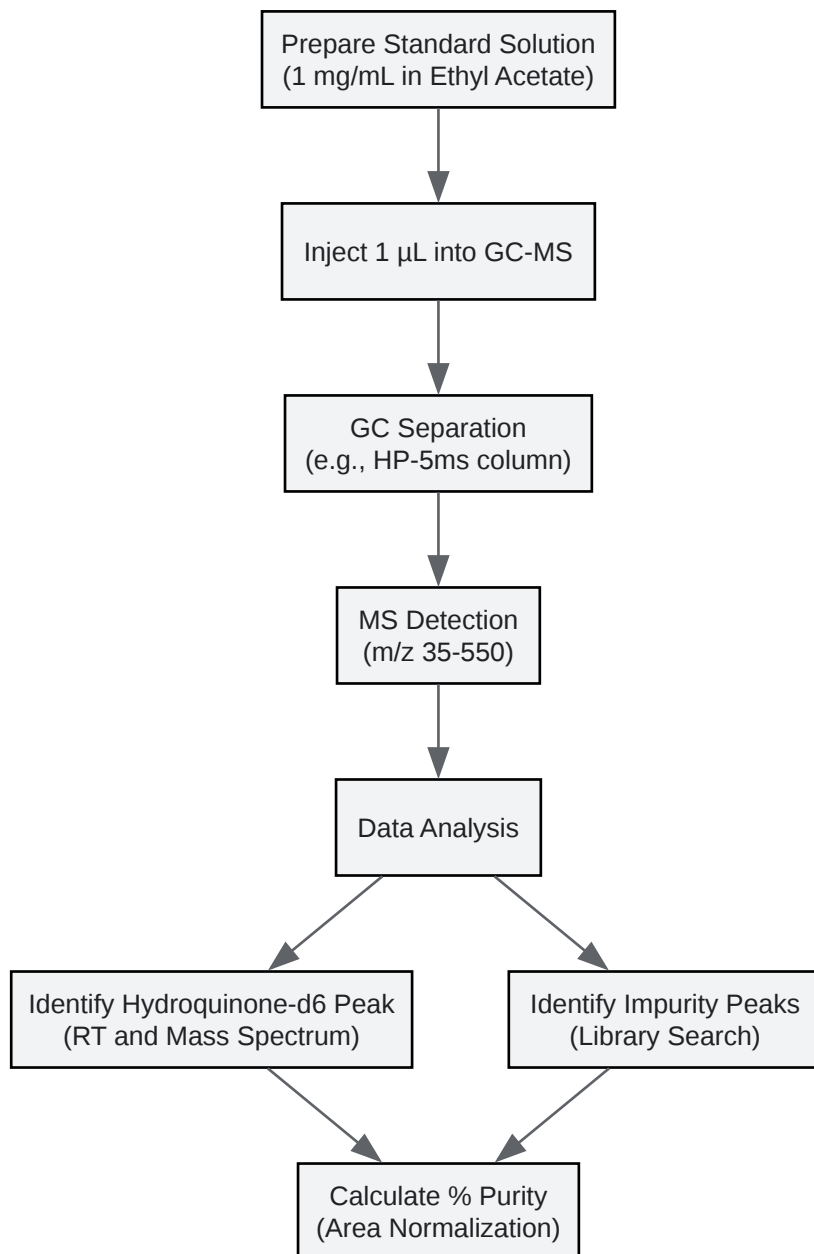 Prepare Standard Solution
(1 mg/mL in Ethyl Acetate)
Inject 1 µL into GC-MS
GC Separation
(e.g., HP-5ms column)
MS Detection
(m/z 35-550)
Data Analysis
Identify Hydroquinone-d6 Peak
(RT and Mass Spectrum)
Identify Impurity Peaks
(Library Search)
Calculate % Purity
(Area Normalization)